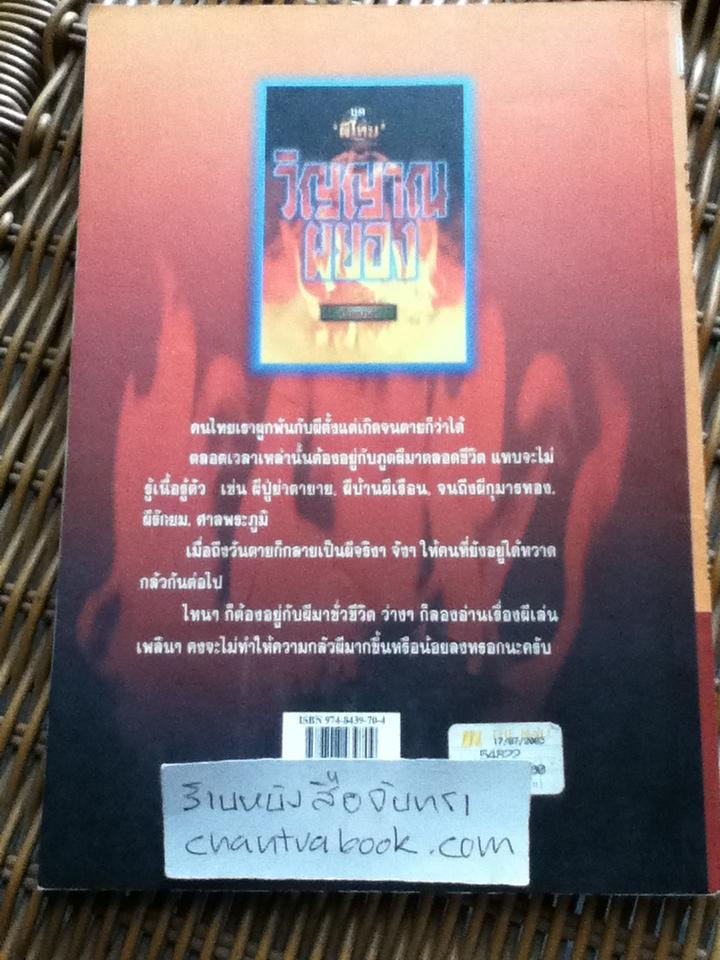 ชุด
"ผีไทย"
วิญญาณ
ผยอง
คนไทยเราผูกพันกับผีตั้งแต่เกิดจนตายก็ว่าได้
ตลอดเวลาเหล่านั้นต้องอยู่กับภูตผีมาตลอดชีวิต แทบจะไม่
รู้เนื้อรู้ตัว เช่น ผีปู่ย่าตายาย, ผีบ้านผีเรือน, จนถึงผีกุมารทอง,
ผีรักยม, ศาลพระภูมิ
เมื่อถึงวันตายก็กลายเป็นผีจริงๆ จังๆ ให้คนที่ยังอยู่ได้หวาด
กลัวกันต่อไป
ไหนๆ ก็ต้องอยู่กับผีมาชั่วชีวิต ว่างๆ ก็ลองอ่านเรื่องผีเล่น
เพลินๆ คงจะไม่ทำให้ความกลัวผีมากขึ้นหรือน้อยลงหรอกนะครับ
ISBN 974-8439-70-4
17/07/2003
54822
ร้านหนังสือจันทรา
chantrabook.com